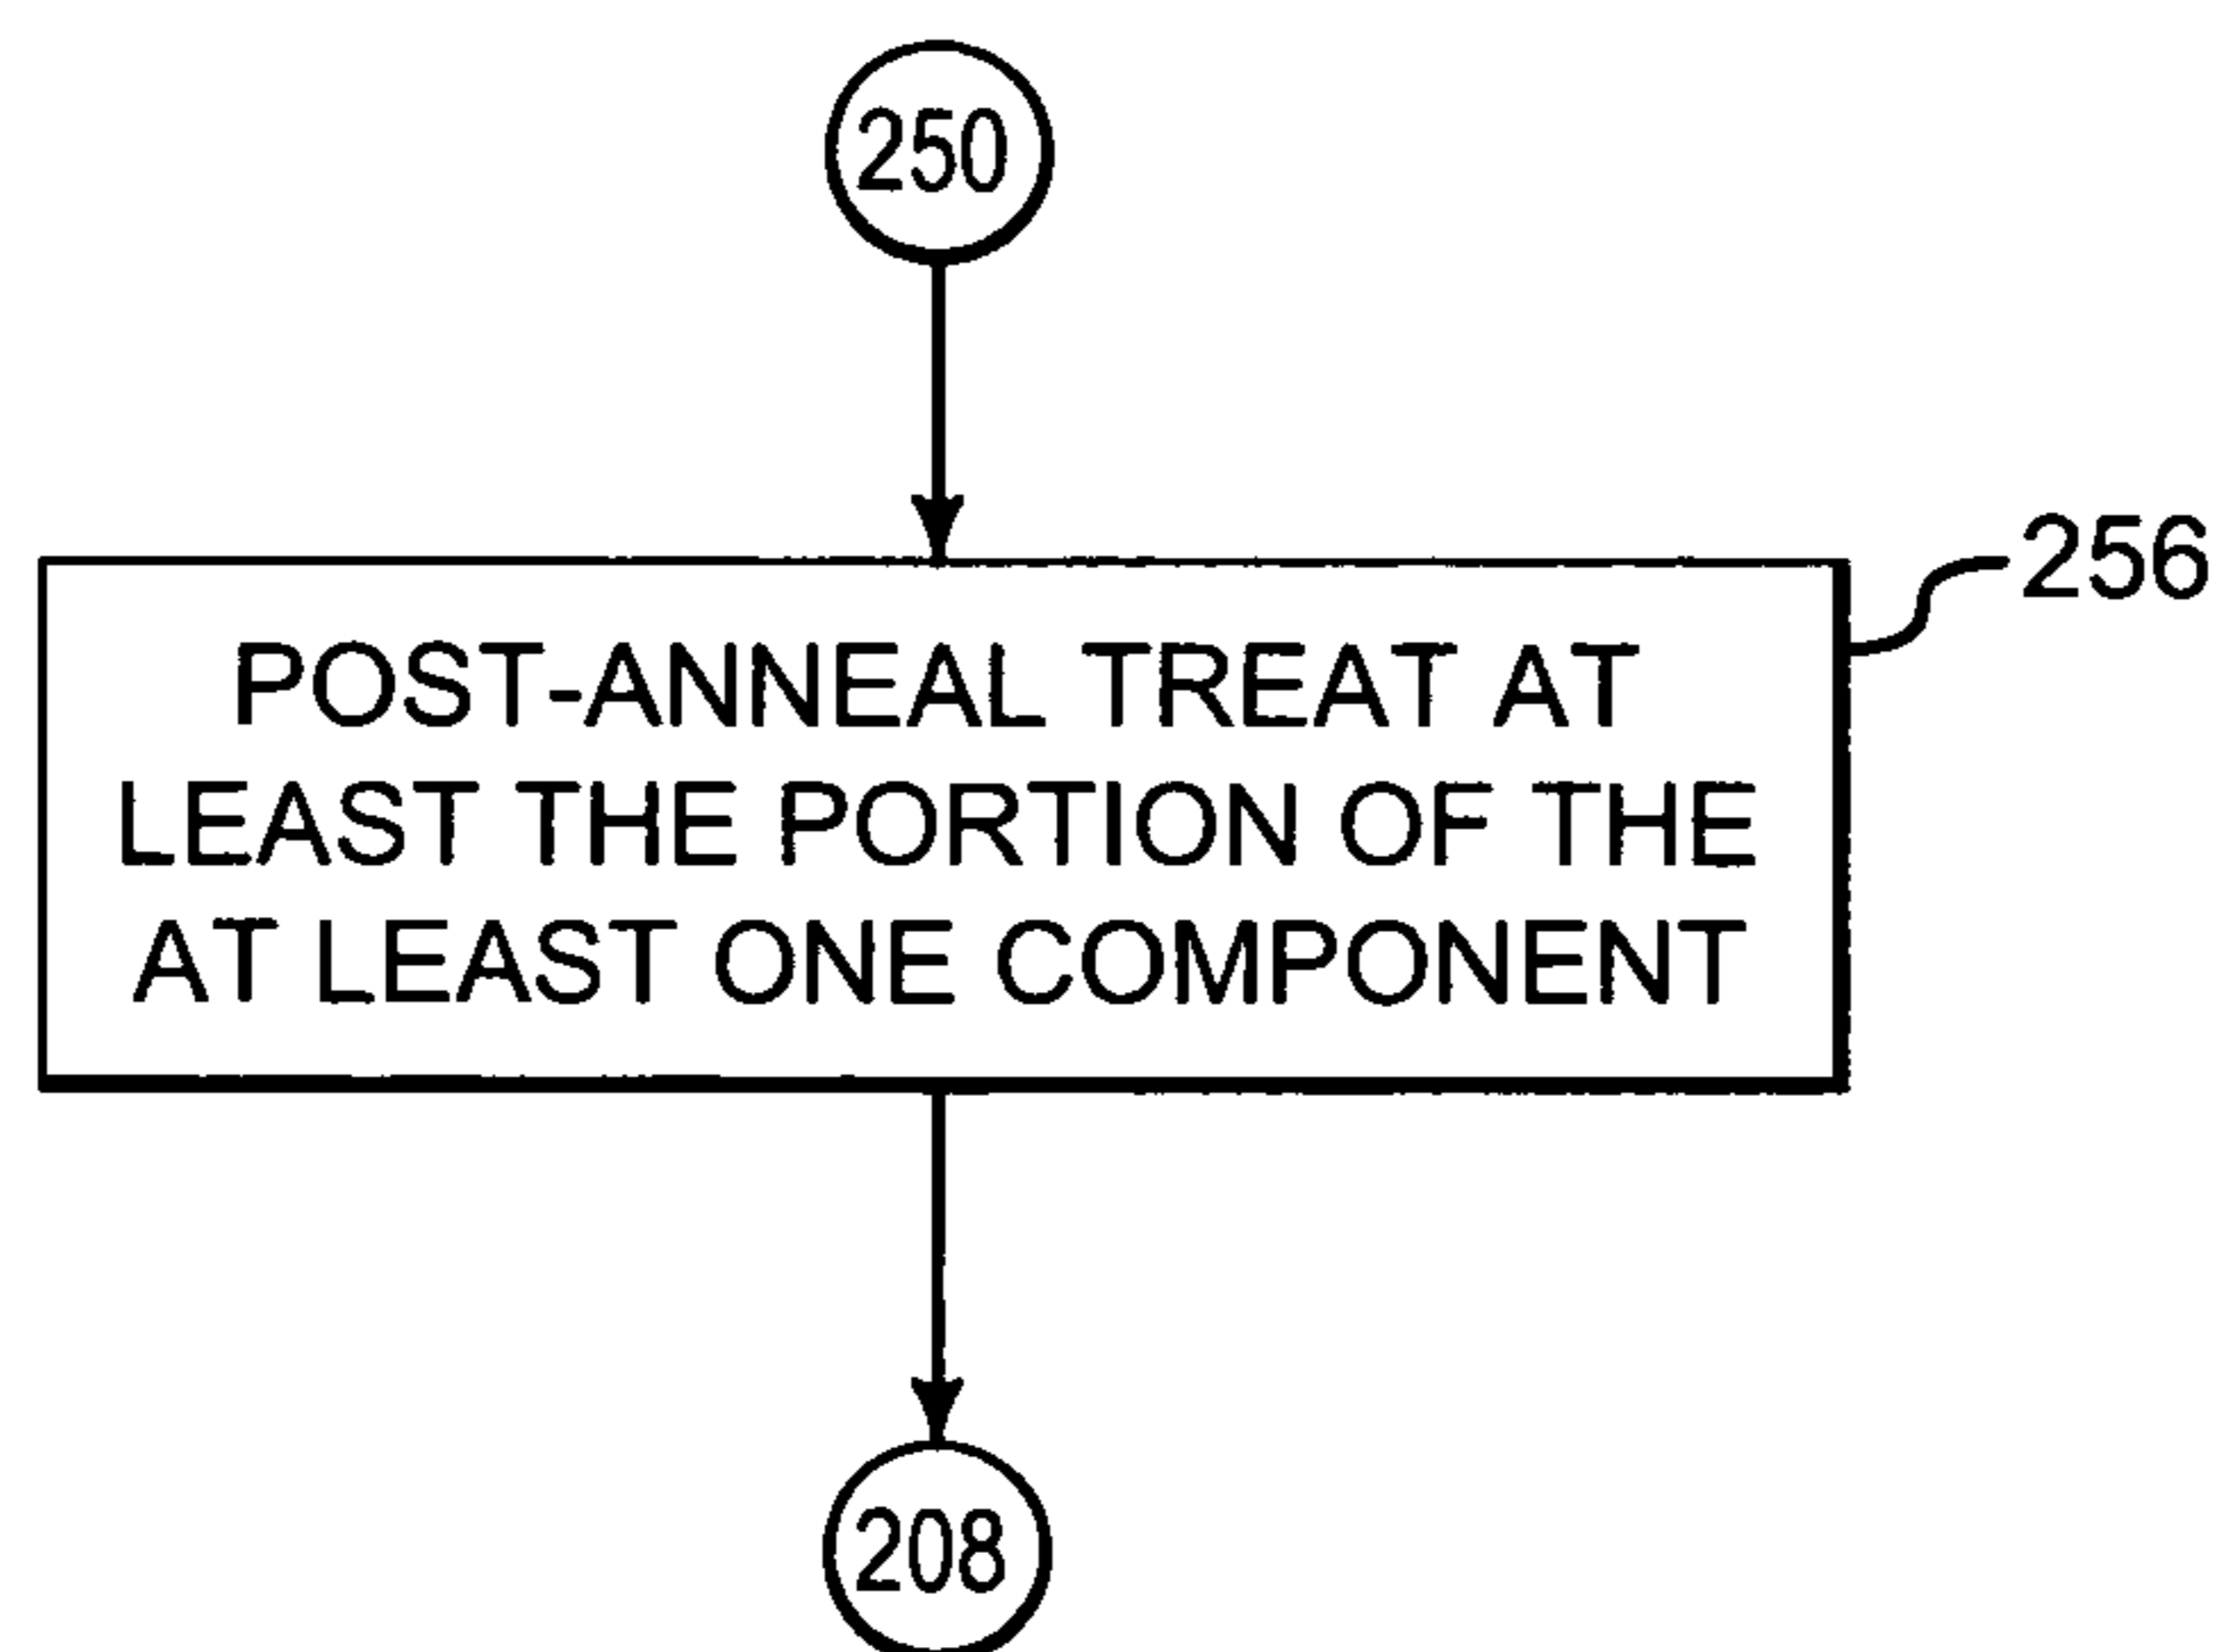 250
256
POST-ANNEAL TREAT AT
LEAST THE PORTION OF THE
AT LEAST ONE COMPONENT
208